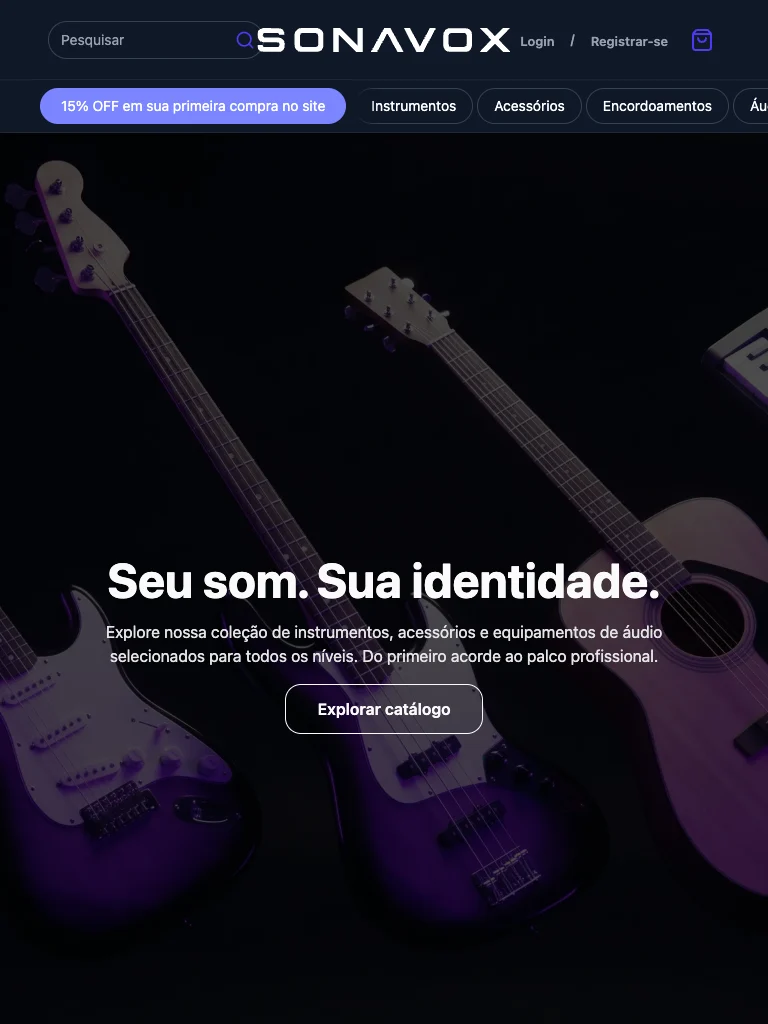 Pesquisar
SONAVOX
Login / Registrar-se
15% OFF em sua primeira compra no site
Instrumentos
Acessórios
Encordoamentos
Seu som. Sua identidade.
Explore nossa coleção de instrumentos, acessórios e equipamentos de áudio
selecionados para todos os níveis. Do primeiro acorde ao palco profissional.
Explorar catálogo